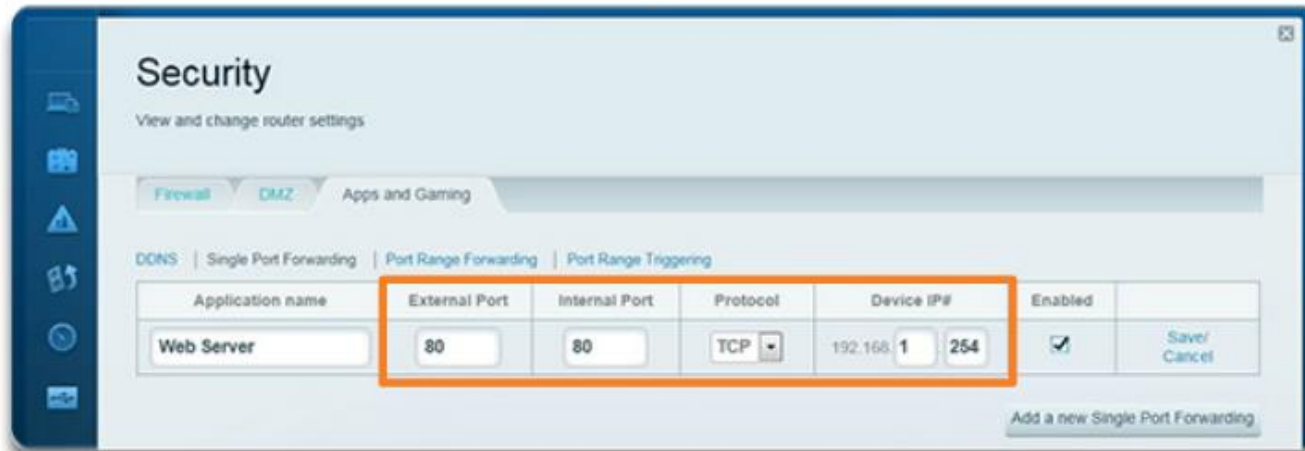 Security
View and change router settings
Firewall DMZ Apps and Gaming
DDNS | Single Port Forwarding | Port Range Forwarding | Port Range Triggering
Application name External Port Internal Port Protocol Device IP# Enabled
Web Server 80 80 TCP 192.168. 1 254 Save/
Cancel
Add a new Single Port Forwarding